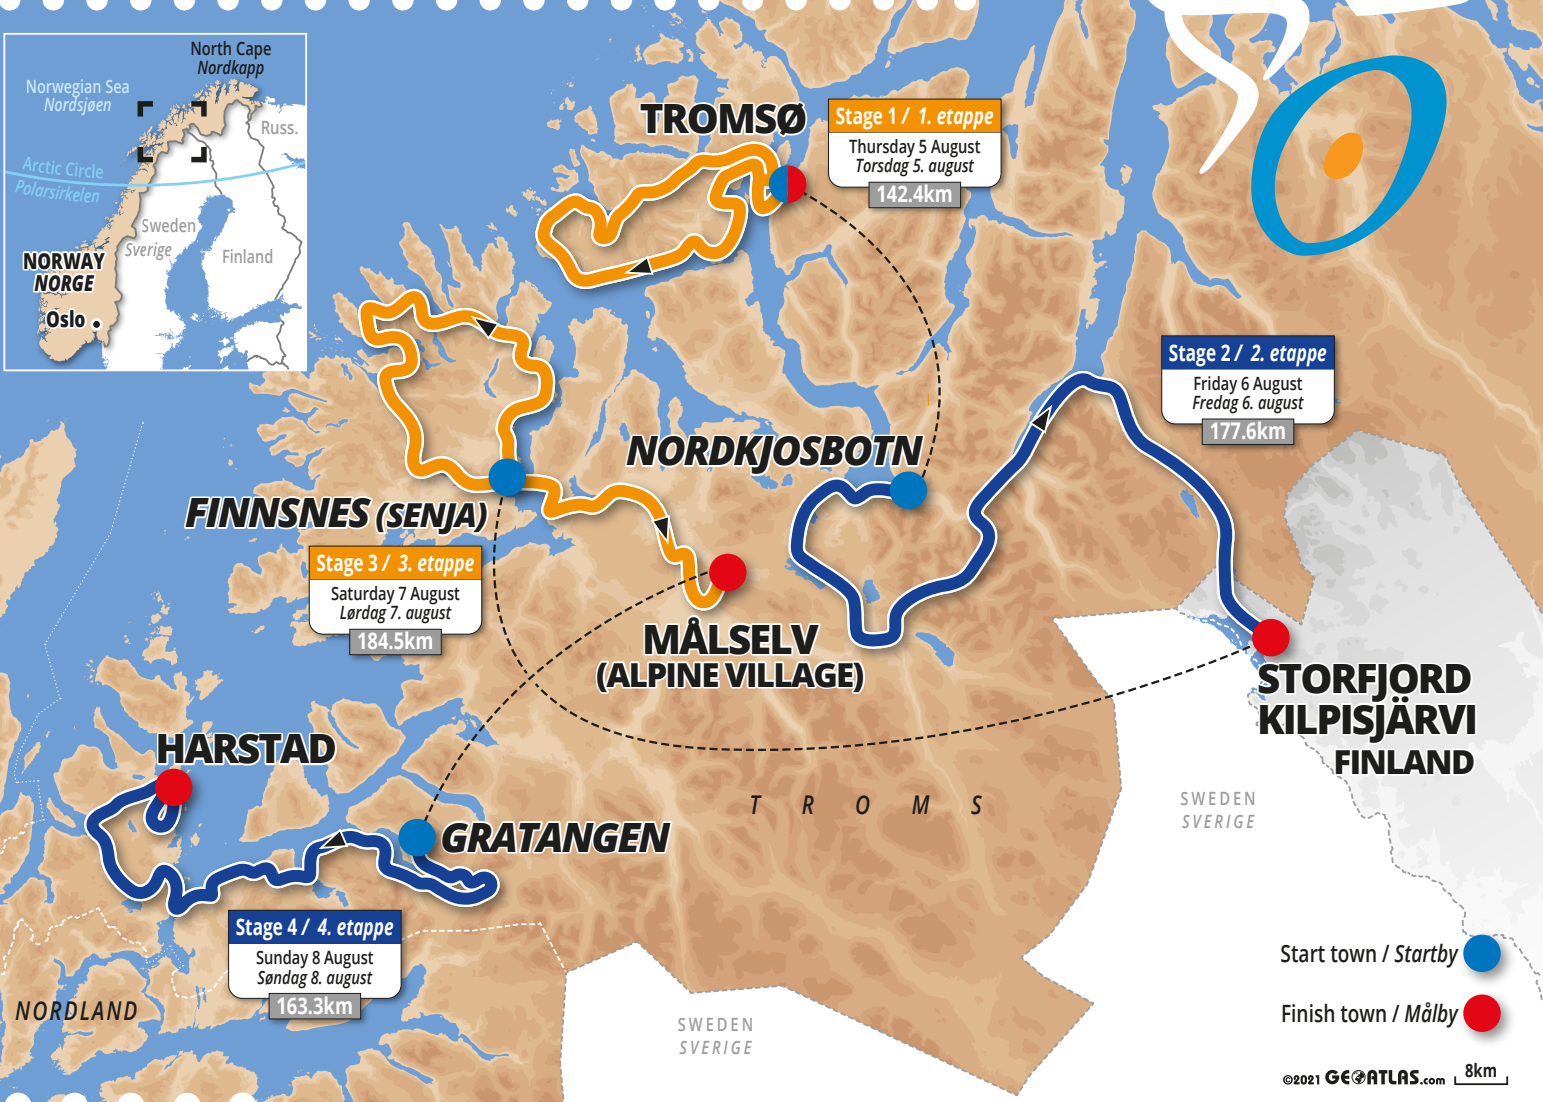 North Cape
Nordkapp
Norwegian Sea
Nordsjøen
Russ.
Arctic Circle
Polarsirkelen
Sweden
Sverige
Finland
NORWAY
NORGE
Oslo
TROMSØ
Stage 1 / 1. etappe
Thursday 5 August
Torsdag 5. august
142.4km
Stage 2 / 2. etappe
Friday 6 August
Fredag 6. august
177.6km
NORDKJOSBOTN
FINNSNES (SENJA)
Stage 3 / 3. etappe
Saturday 7 August
Lørdag 7. august
184.5km
MÅLSELV
(ALPINE VILLAGE)
STORFJORD
KILPISJÄRVI
FINLAND
HARSTAD
TROMS
SWEDEN
SVERIGE
GRATANGEN
Stage 4 / 4. etappe
Sunday 8 August
Søndag 8. august
163.3km
NORDLAND
SWEDEN
SVERIGE
Start town / Startby
Finish town / Målby
©2021 GEOATLAS.com
8km